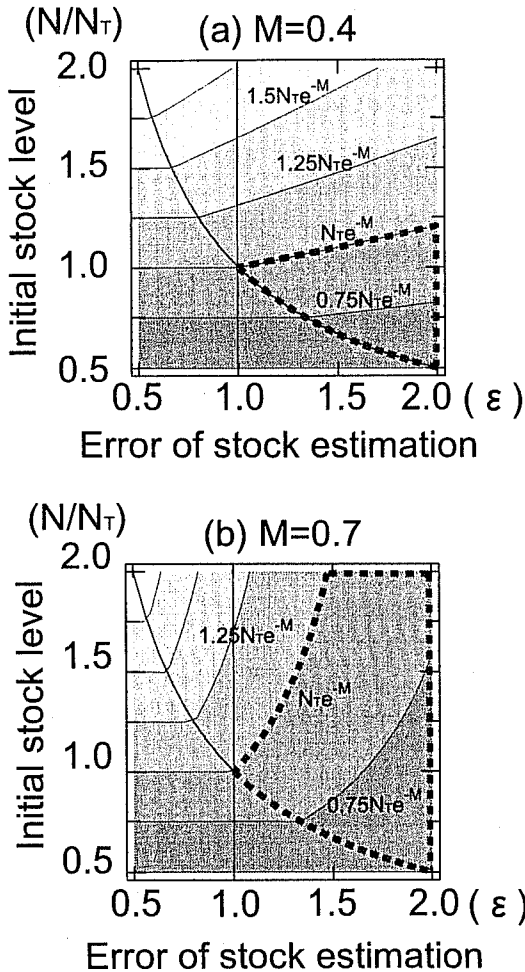 (N/NT) (a) M=0.4
2.0
1.5NTe-M
1.5
1.25NTe-M
NTe-M
1.0
0.75NTe-M
0.5
Initial stock level
0.5 1.0 1.5 2.0 (ε)
Error of stock estimation
(N/NT) (b) M=0.7
2.0
1.25NTe-M
1.5
NTe-M
1.0
0.75NTe-M
0.5
Initial stock level
0.5 1.0 1.5 2.0 (ε)
Error of stock estimation